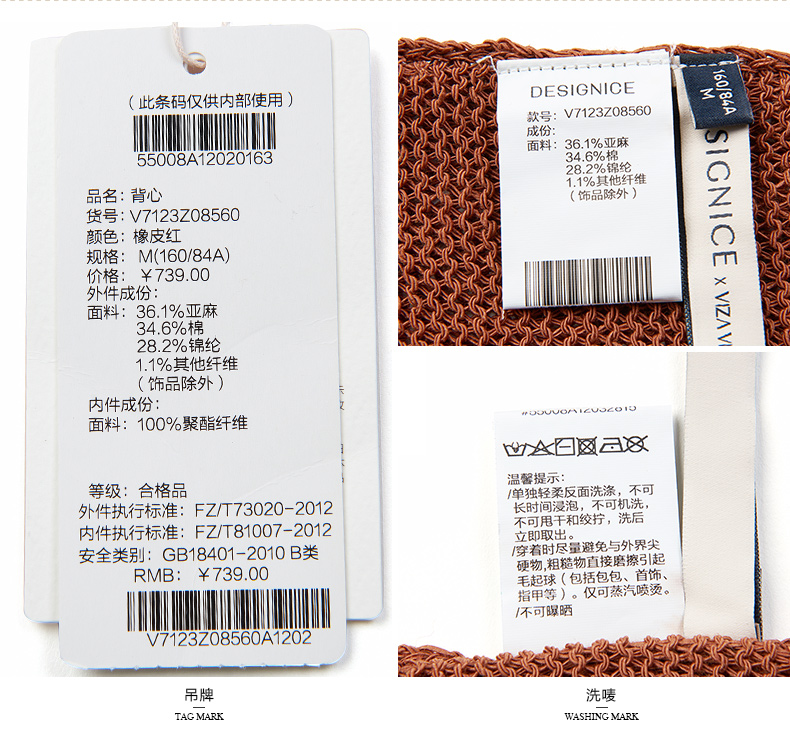 （此条码仅供内部使用）
55008A12020163
品名：背心
货号：V7123Z08560
颜色：橡皮红
规格： M(160/84A)
价格： ￥739.00
外件成份：
面料：36.1%亚麻
34.6%棉
28.2%锦纶
1.1%其他纤维
（饰品除外）
内件成份：
面料：100%聚酯纤维
等级：合格品
外件执行标准：FZ/T73020-2012
内件执行标准：FZ/T81007-2012
安全类别：GB18401-2010 B类
RMB： ￥739.00
V7123Z08560A1202
吊牌
TAG MARK
DESIGNICE
款号：V7123Z08560
成份：
面料：36.1%亚麻
34.6%棉
28.2%锦纶
1.1%其他纤维
（饰品除外）
160/84A
M
SIGNICE x VIZA
#55008A12032815
温馨提示：
/单独轻柔反面洗涤，不可
长时间浸泡，不可机洗，
不可甩干和绞拧，洗后
立即取出。
/穿着时尽量避免与外界尖
硬物,粗糙物直接磨擦引起
毛起球（包括包包、首饰、
指甲等）。仅可蒸汽喷烫。
/不可曝晒
洗唛
WASHING MARK